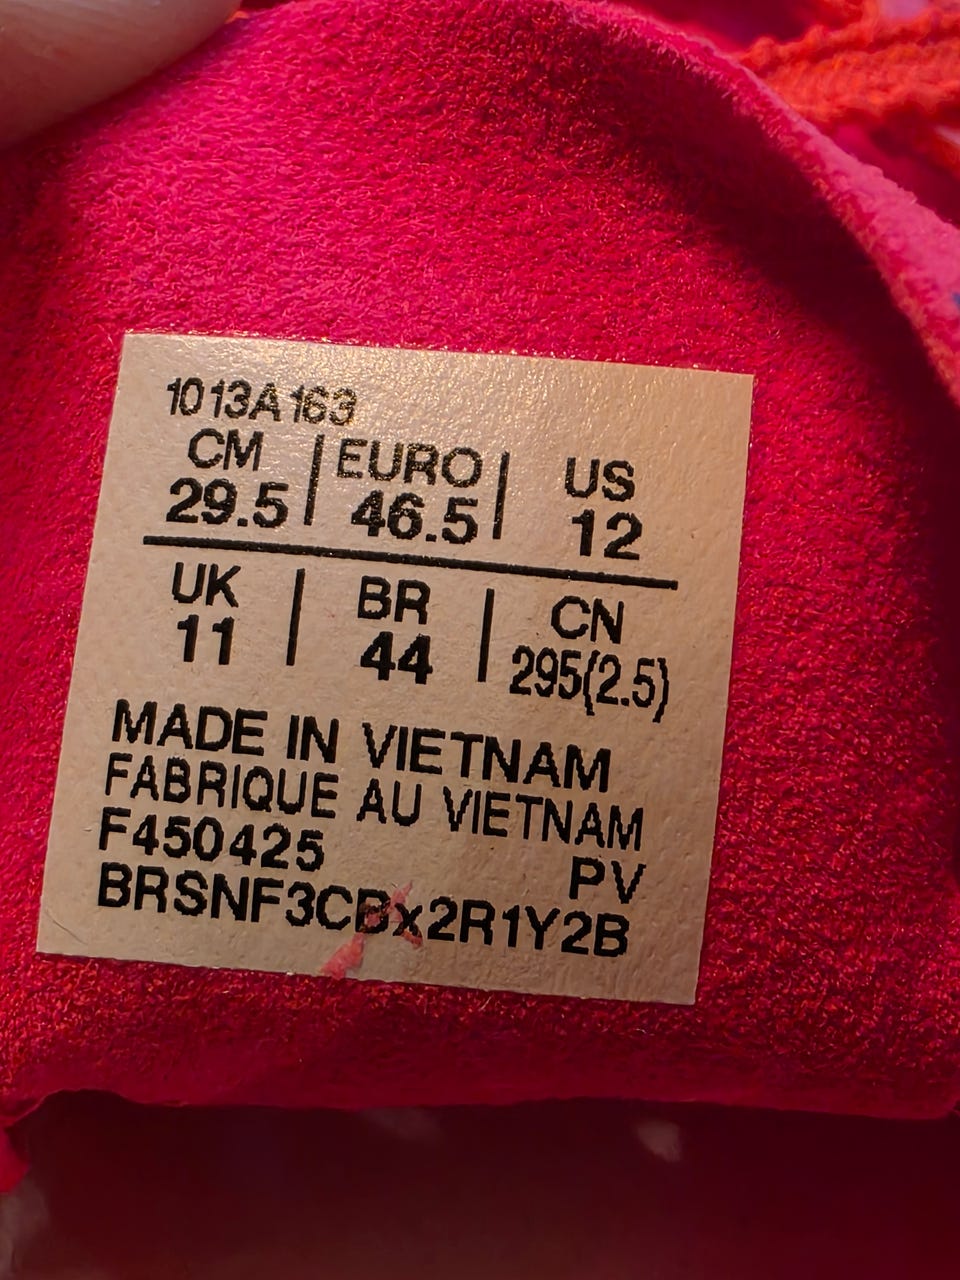 1013A163
CM | EURO | US
29.5 | 46.5 | 12
UK | BR | CN
11 | 44 | 295(2.5)
MADE IN VIETNAM
FABRIQUE AU VIETNAM
F450425 PV